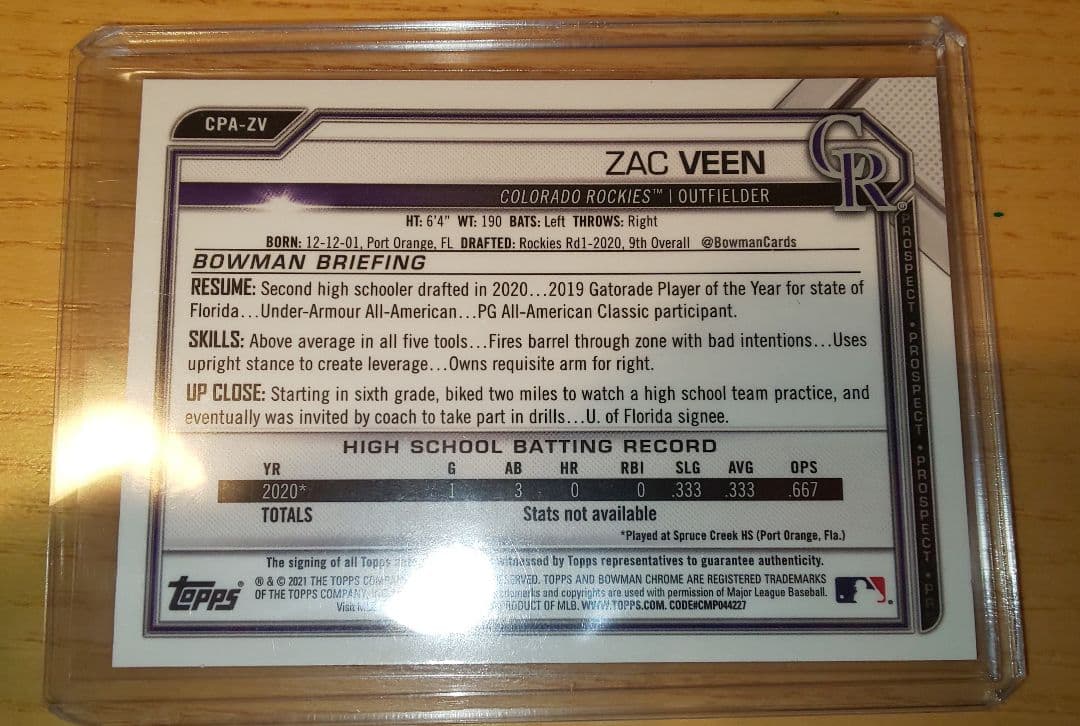 CPA-ZV
CR
ZAC VEEN
COLORADO ROCKIES™ | OUTFIELDER
HT: 6'4" WT: 190 BATS: Left THROWS: Right
BORN: 12-12-01, Port Orange, FL DRAFTED: Rockies Rd1-2020, 9th Overall @BowmanCards
BOWMAN BRIEFING
RESUME: Second high schooler drafted in 2020...2019 Gatorade Player of the Year for state of
Florida...Under-Armour All-American...PG All-American Classic participant.
SKILLS: Above average in all five tools...Fires barrel through zone with bad intentions...Uses
upright stance to create leverage...Owns requisite arm for right.
UP CLOSE: Starting in sixth grade, biked two miles to watch a high school team practice, and
eventually was invited by coach to take part in drills...U. of Florida signee.
HIGH SCHOOL BATTING RECORD
YR G AB HR RBI SLG AVG OPS
2020* 1 3 0 0 .333 .333 .667
TOTALS Stats not available
*Played at Spruce Creek HS (Port Orange, Fla.)
The signing of all Topps by Topps representatives to guarantee authenticity.
Topps®
® & © 2021 THE TOPPS TOPPS AND BOWMAN CHROME ARE REGISTERED TRADEMARKS
OF THE TOPPS COMPANY, and copyrights are used with permission of Major League Baseball.
Visit PRODUCT OF MLB. WWW.TOPPS.COM. CODE#CMP044227
PROSPECT • PROSPECT • PROSPECT • PR